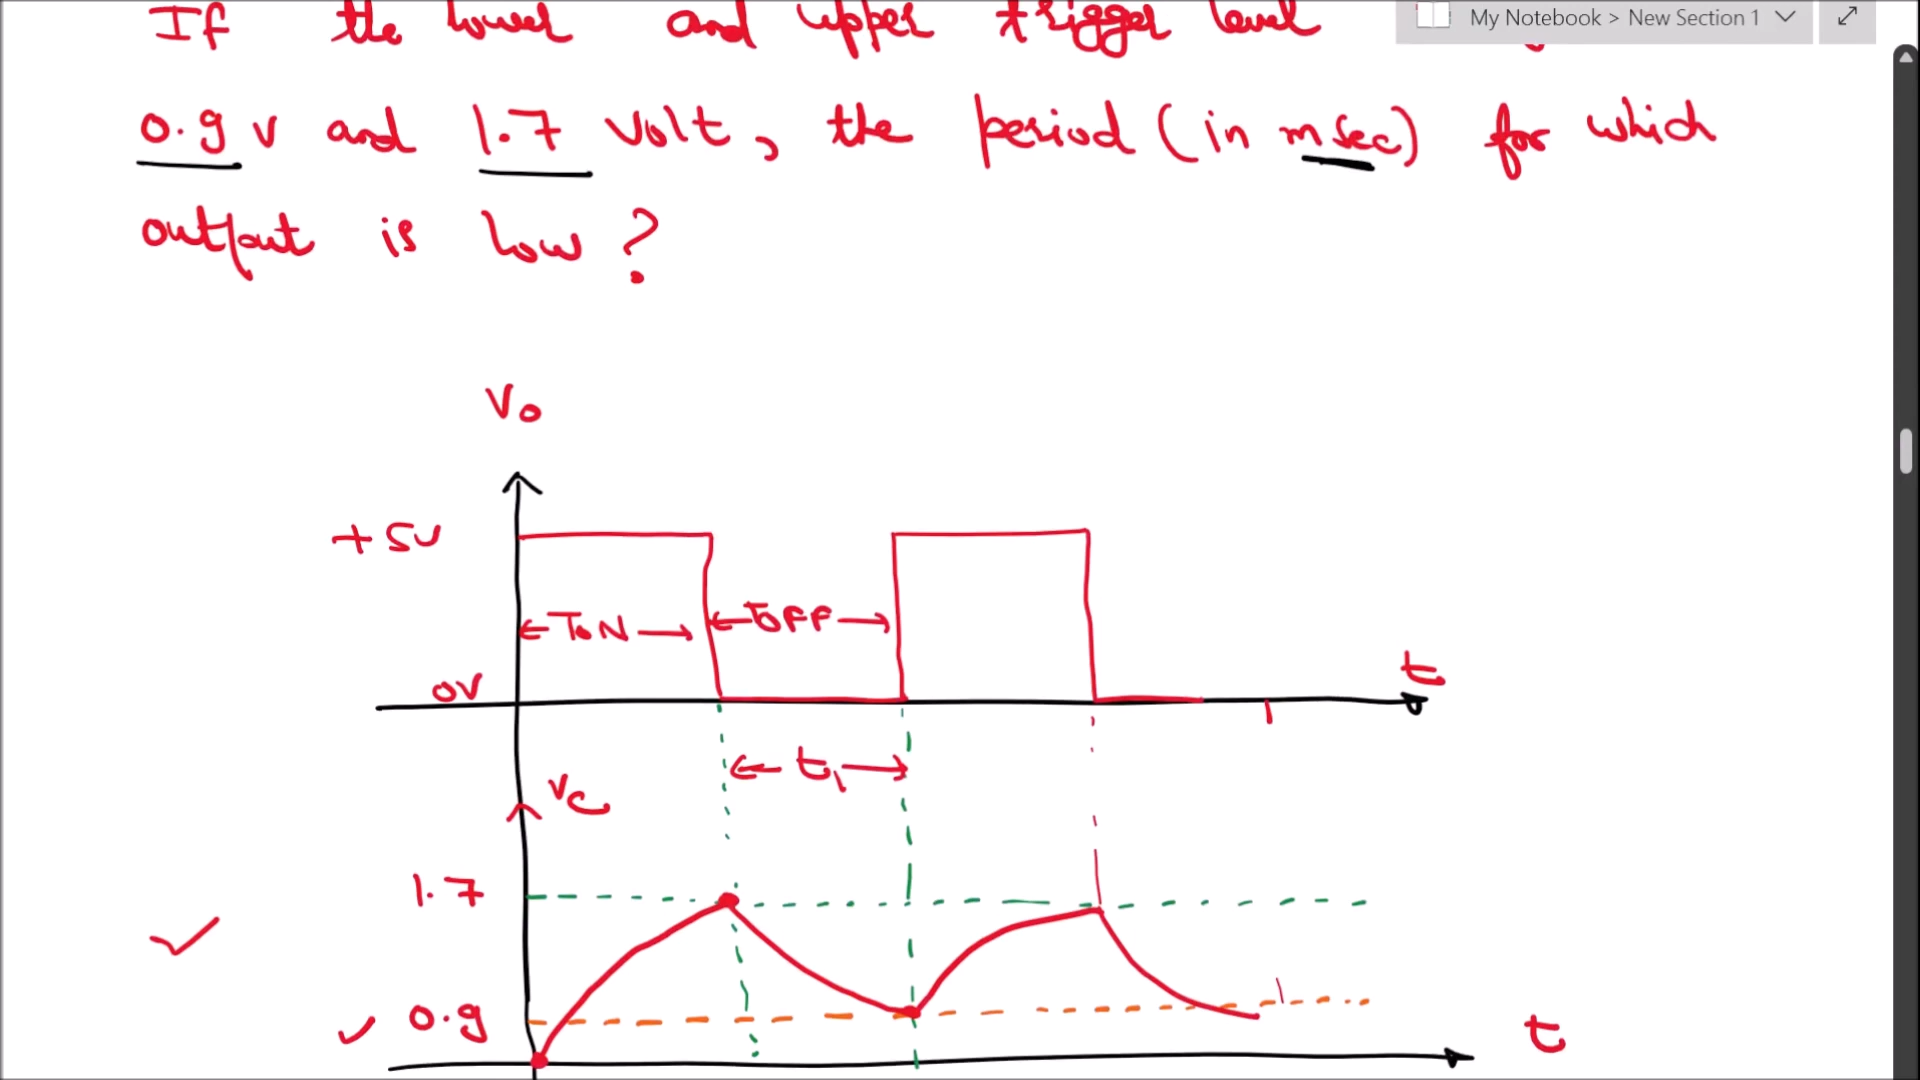 If the lower and upper trigger level
My Notebook > New Section 1
0.9 v and 1.7 Volt, the period (in msec) for which
output is low ?
Vo
+5V
TON TOFF
0V
t
t1
Vc
1.7
0.9
t